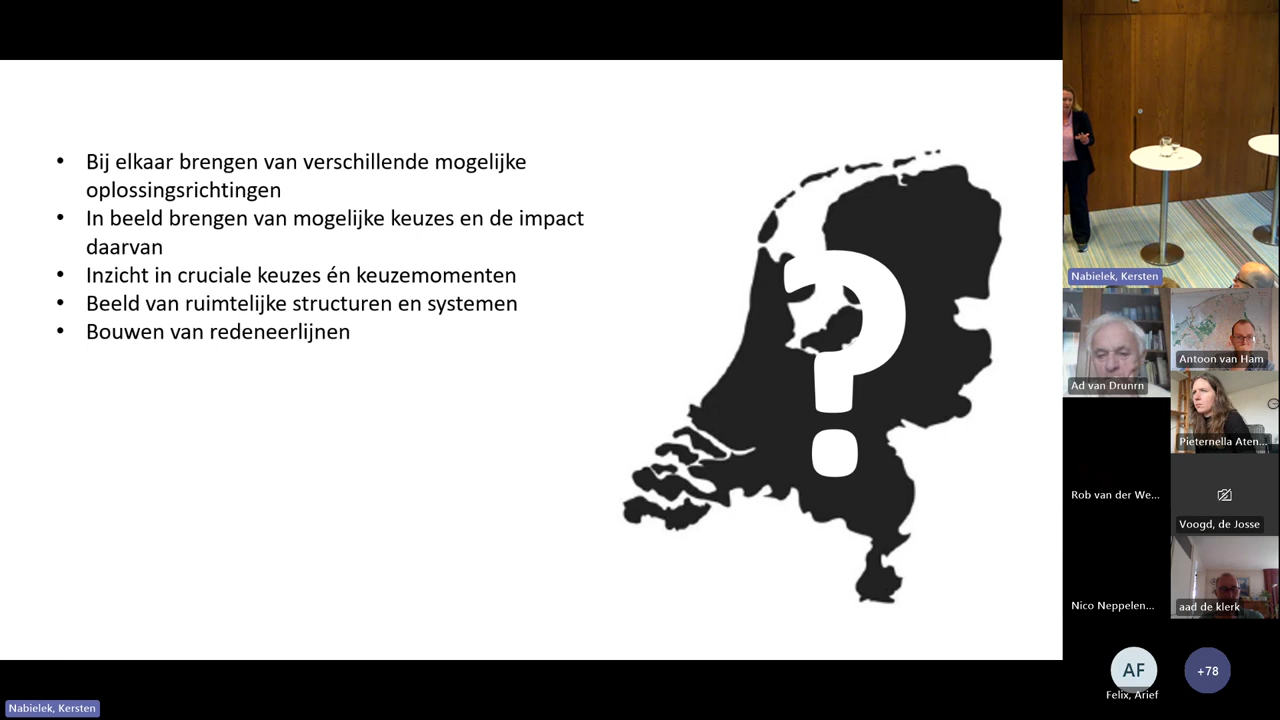 • Bij elkaar brengen van verschillende mogelijke
oplossingsrichtingen
• In beeld brengen van mogelijke keuzes en de impact
daarvan
• Inzicht in cruciale keuzes én keuzemomenten
• Beeld van ruimtelijke structuren en systemen
• Bouwen van redeneerlijnen
?
Nabielek, Kersten
Ad van Drunrn
Antoon van Ham
Pieternella Aten...
Rob van der We...
Voogd, de Josse
Nico Neppelen...
aad de klerk
AF
Felix, Arief
+78
Nabielek, Kersten